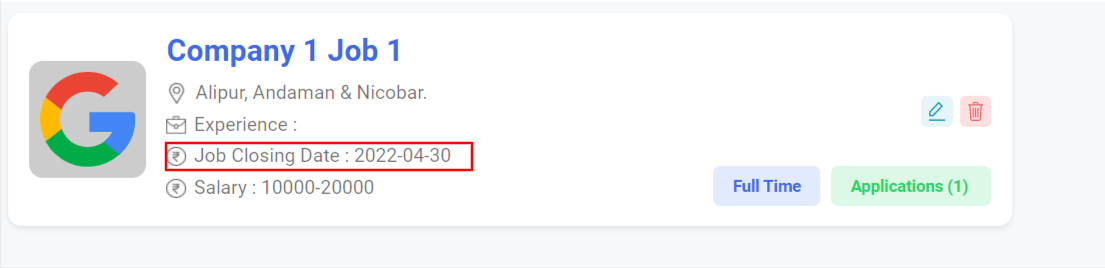 Company 1 Job 1
Alipur, Andaman & Nicobar.
Experience :
Job Closing Date : 2022-04-30
Salary : 10000-20000
Full Time
Applications (1)